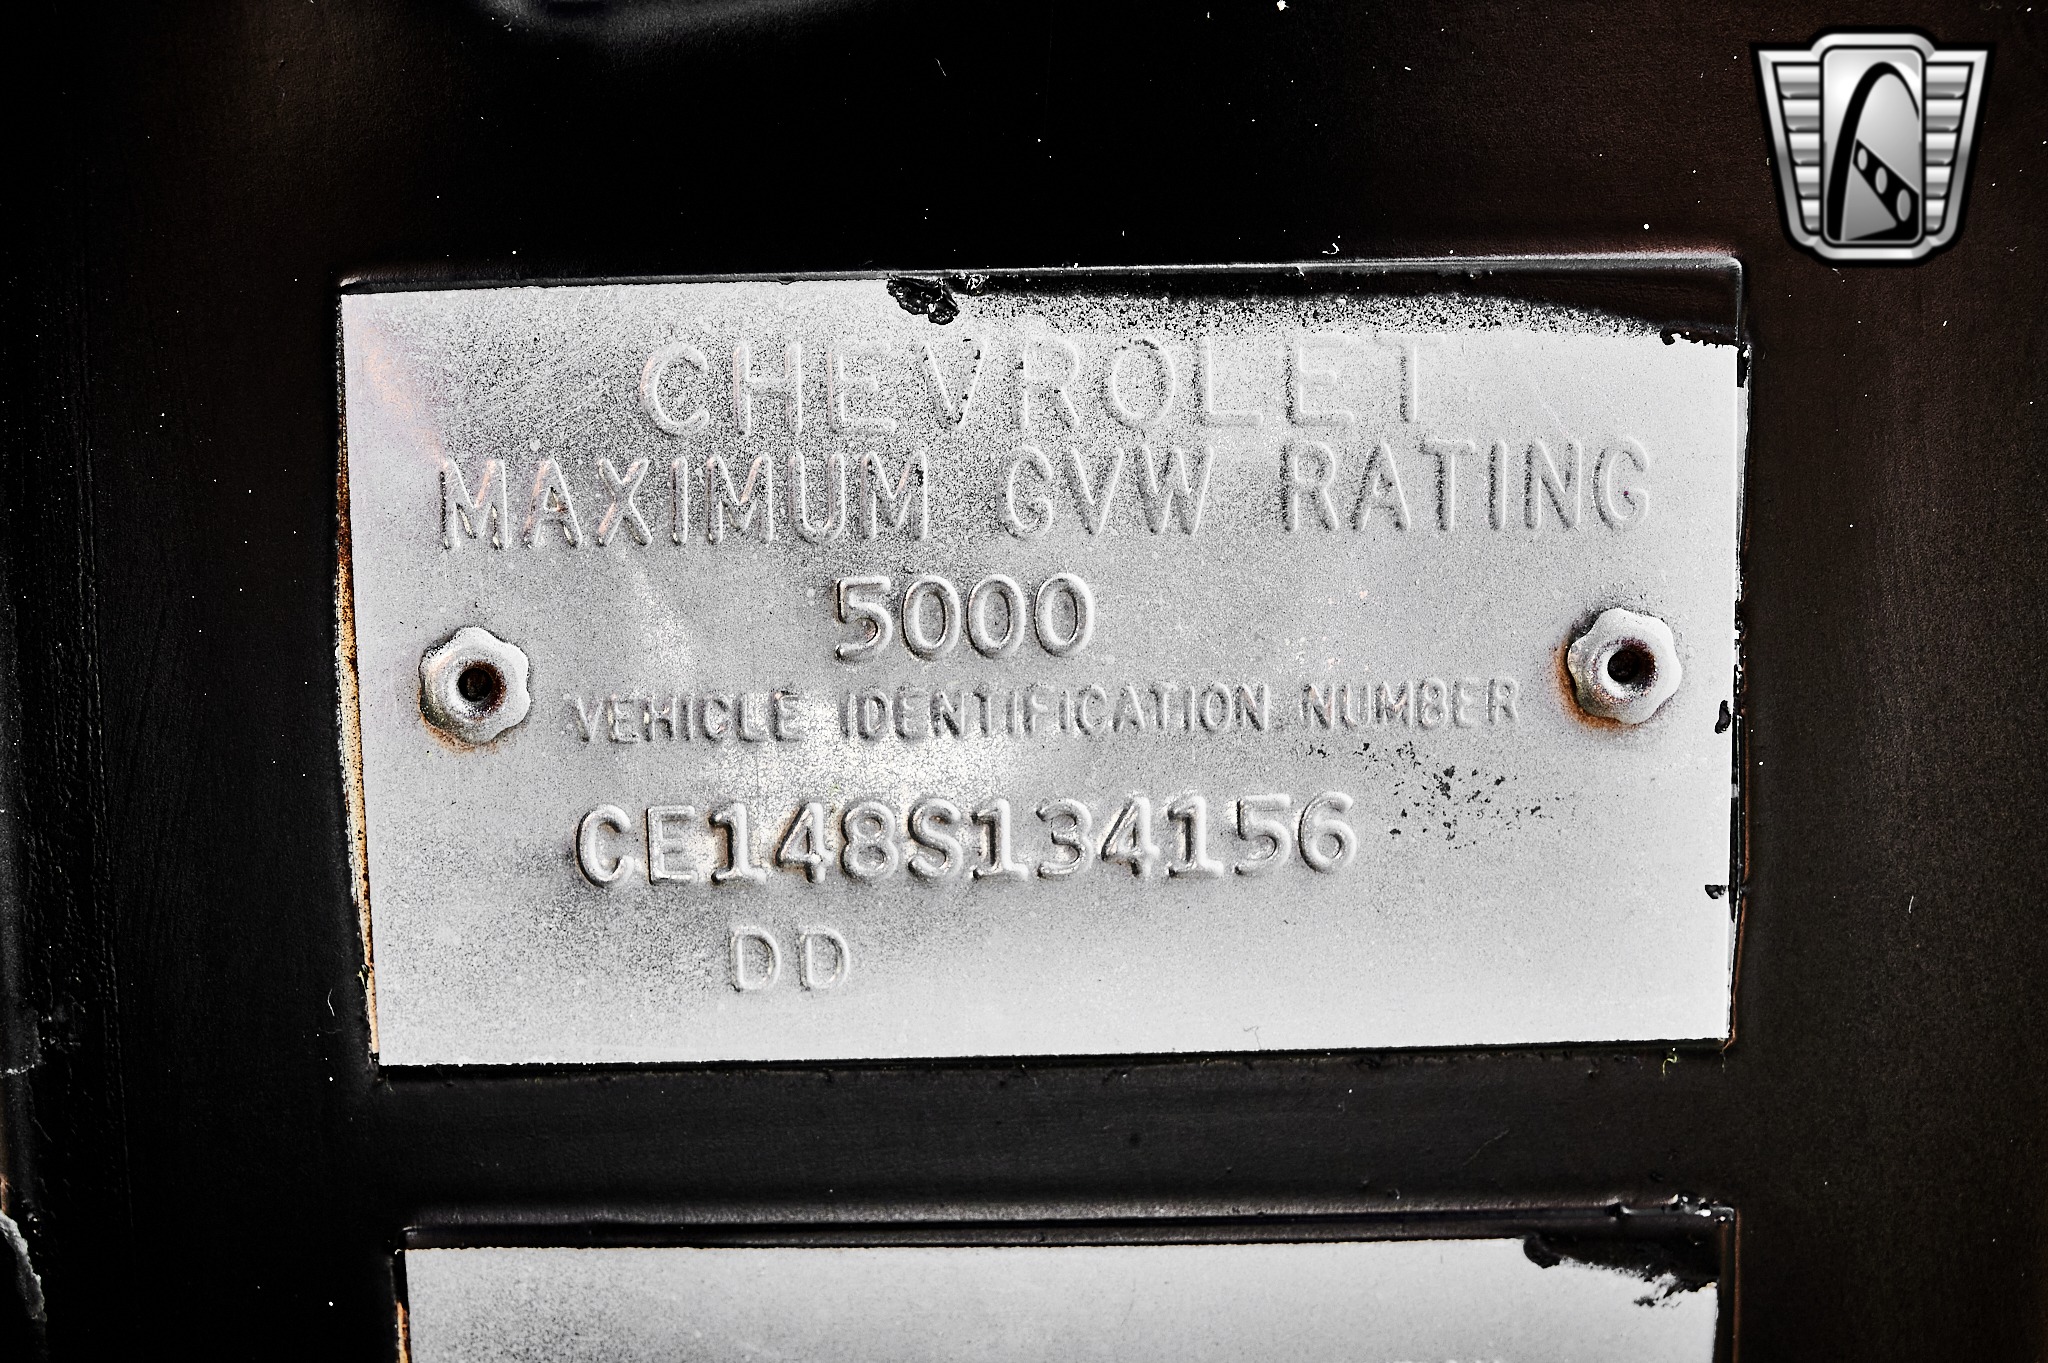 CHEVROLET
MAXIMUM GVW RATING
5000
VEHICLE IDENTIFICATION NUMBER
CE148S134156
DD